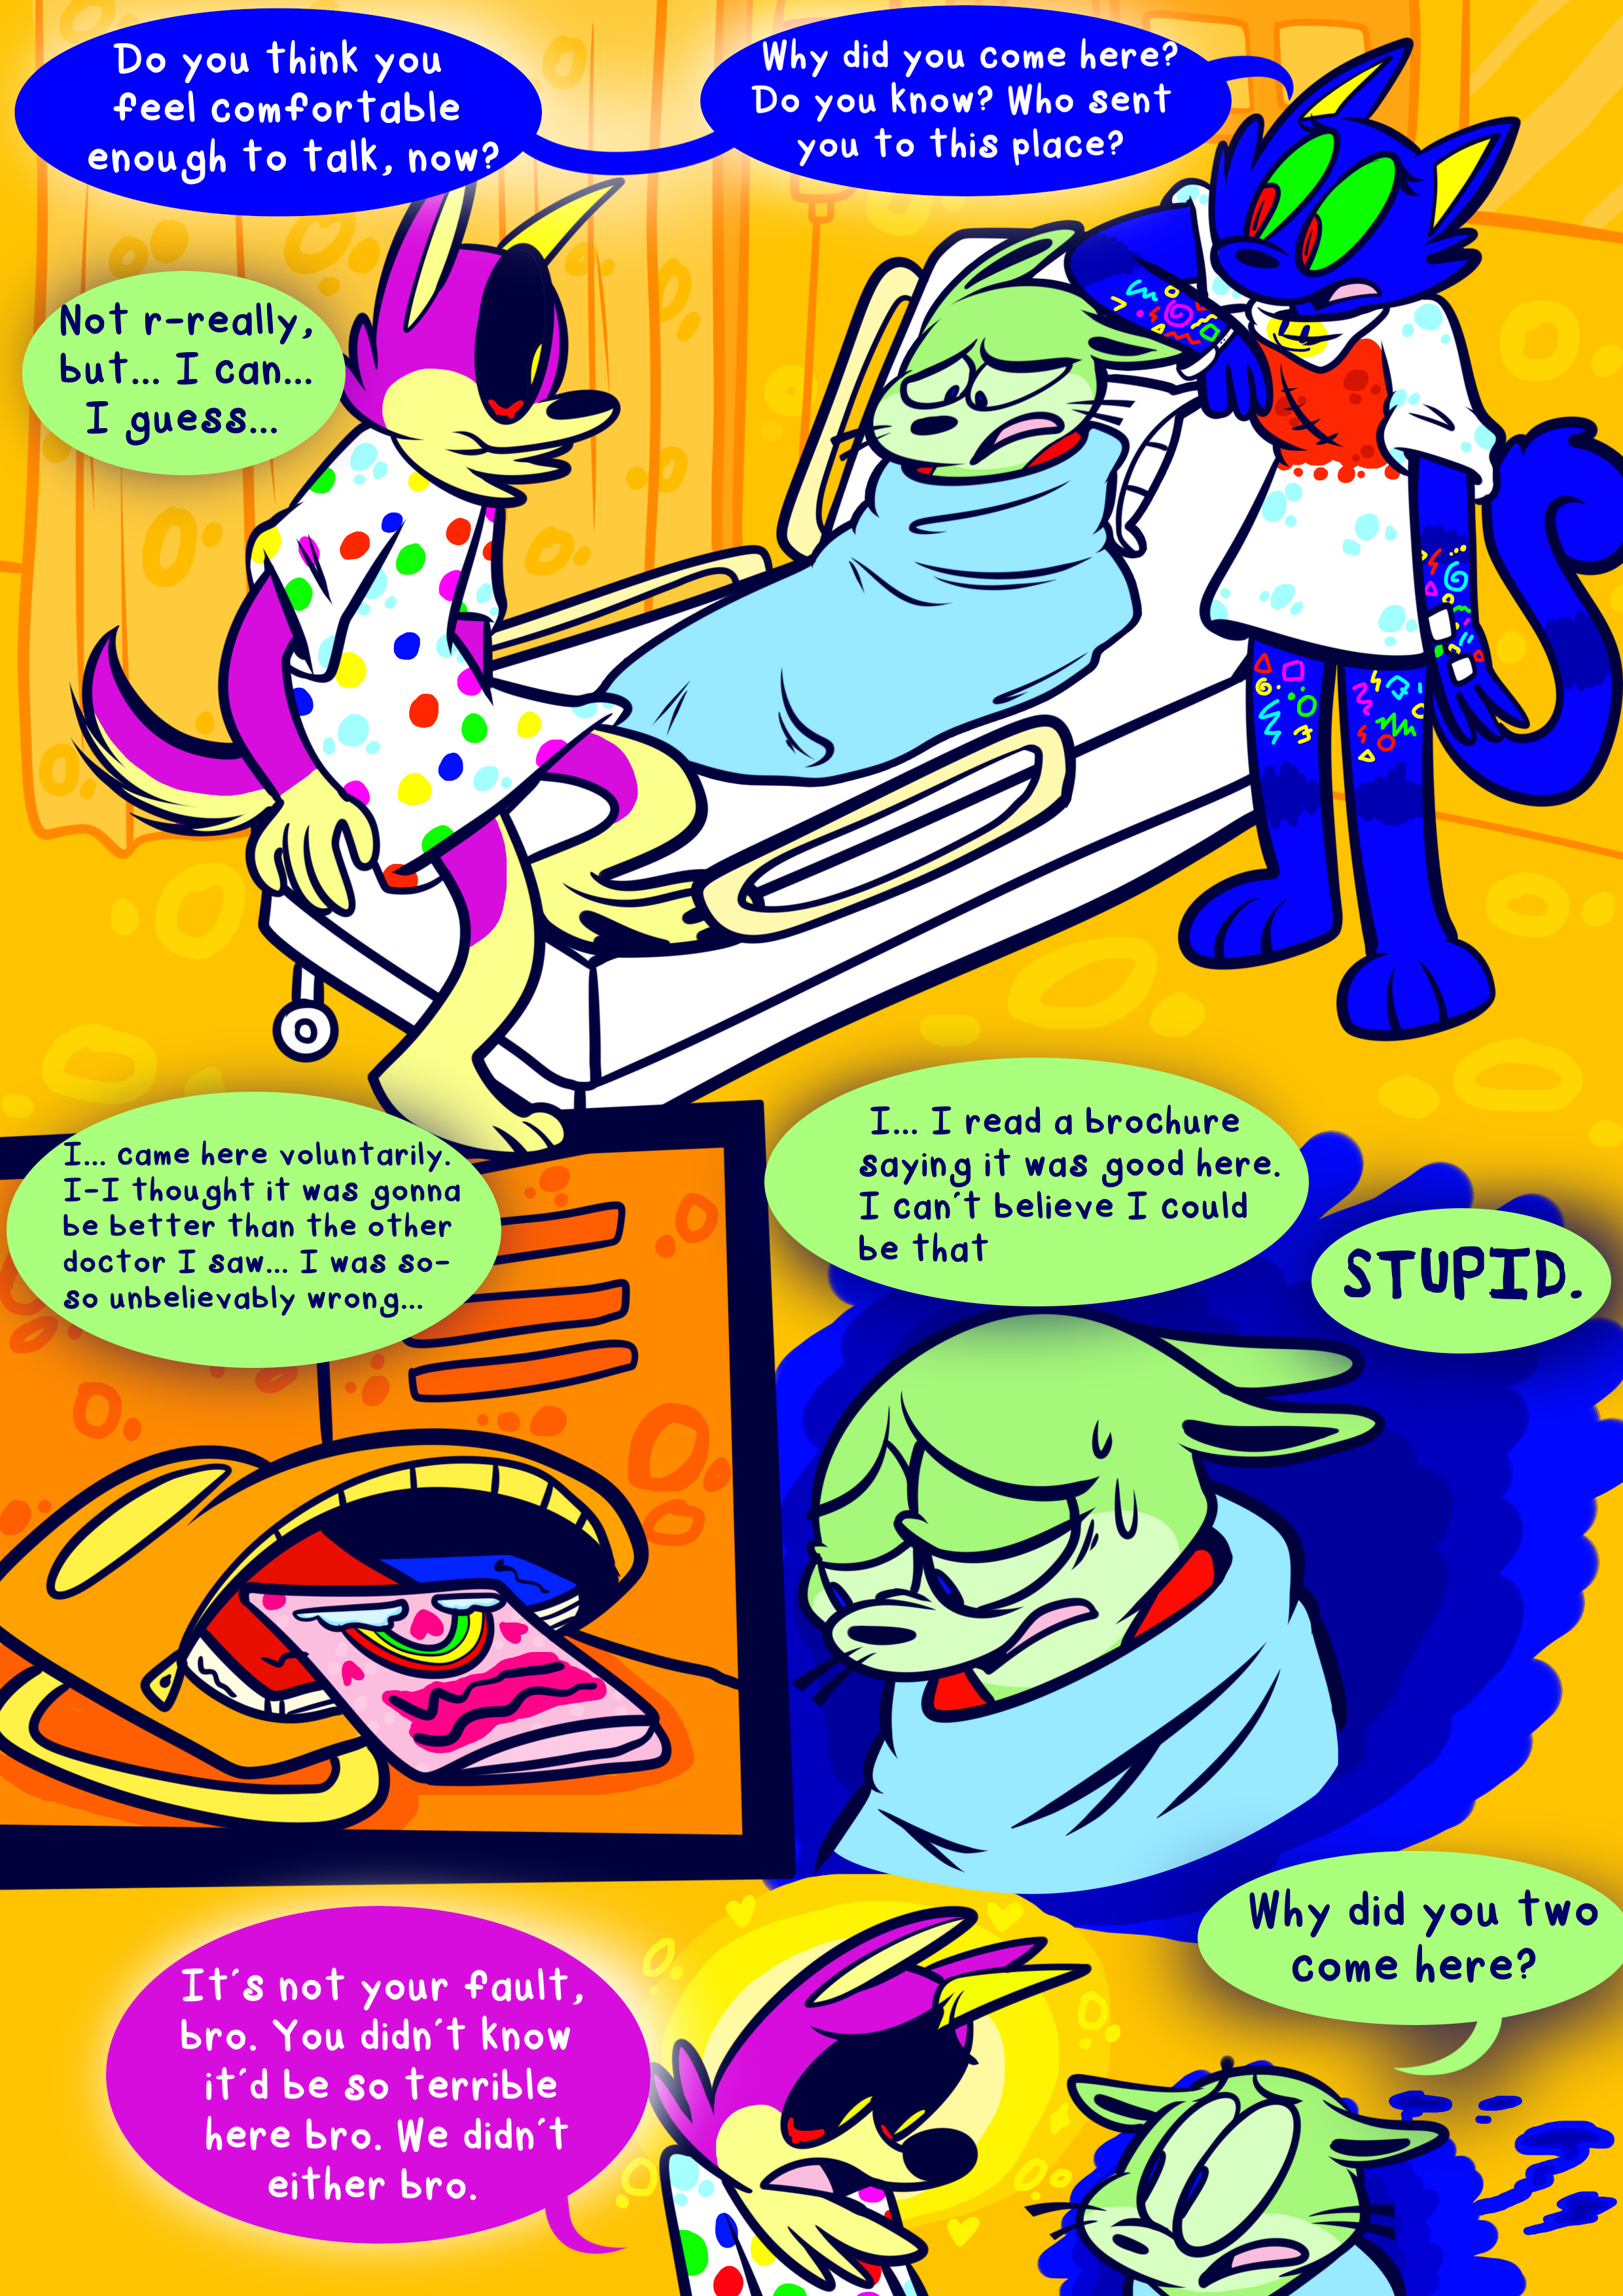 Do you think you
feel comfortable
enough to talk, now?
Why did you come here?
Do you know? Who sent
you to this place?
Not r-really,
but... I can...
I guess...
I... came here voluntarily.
I-I thought it was gonna
be better than the other
doctor I saw... I was so-
so unbelievably wrong...
I... I read a brochure
saying it was good here.
I can't believe I could
be that
STUPID.
It's not your fault,
bro. You didn't know
it'd be so terrible
here bro. We didn't
either bro.
Why did you two
come here?